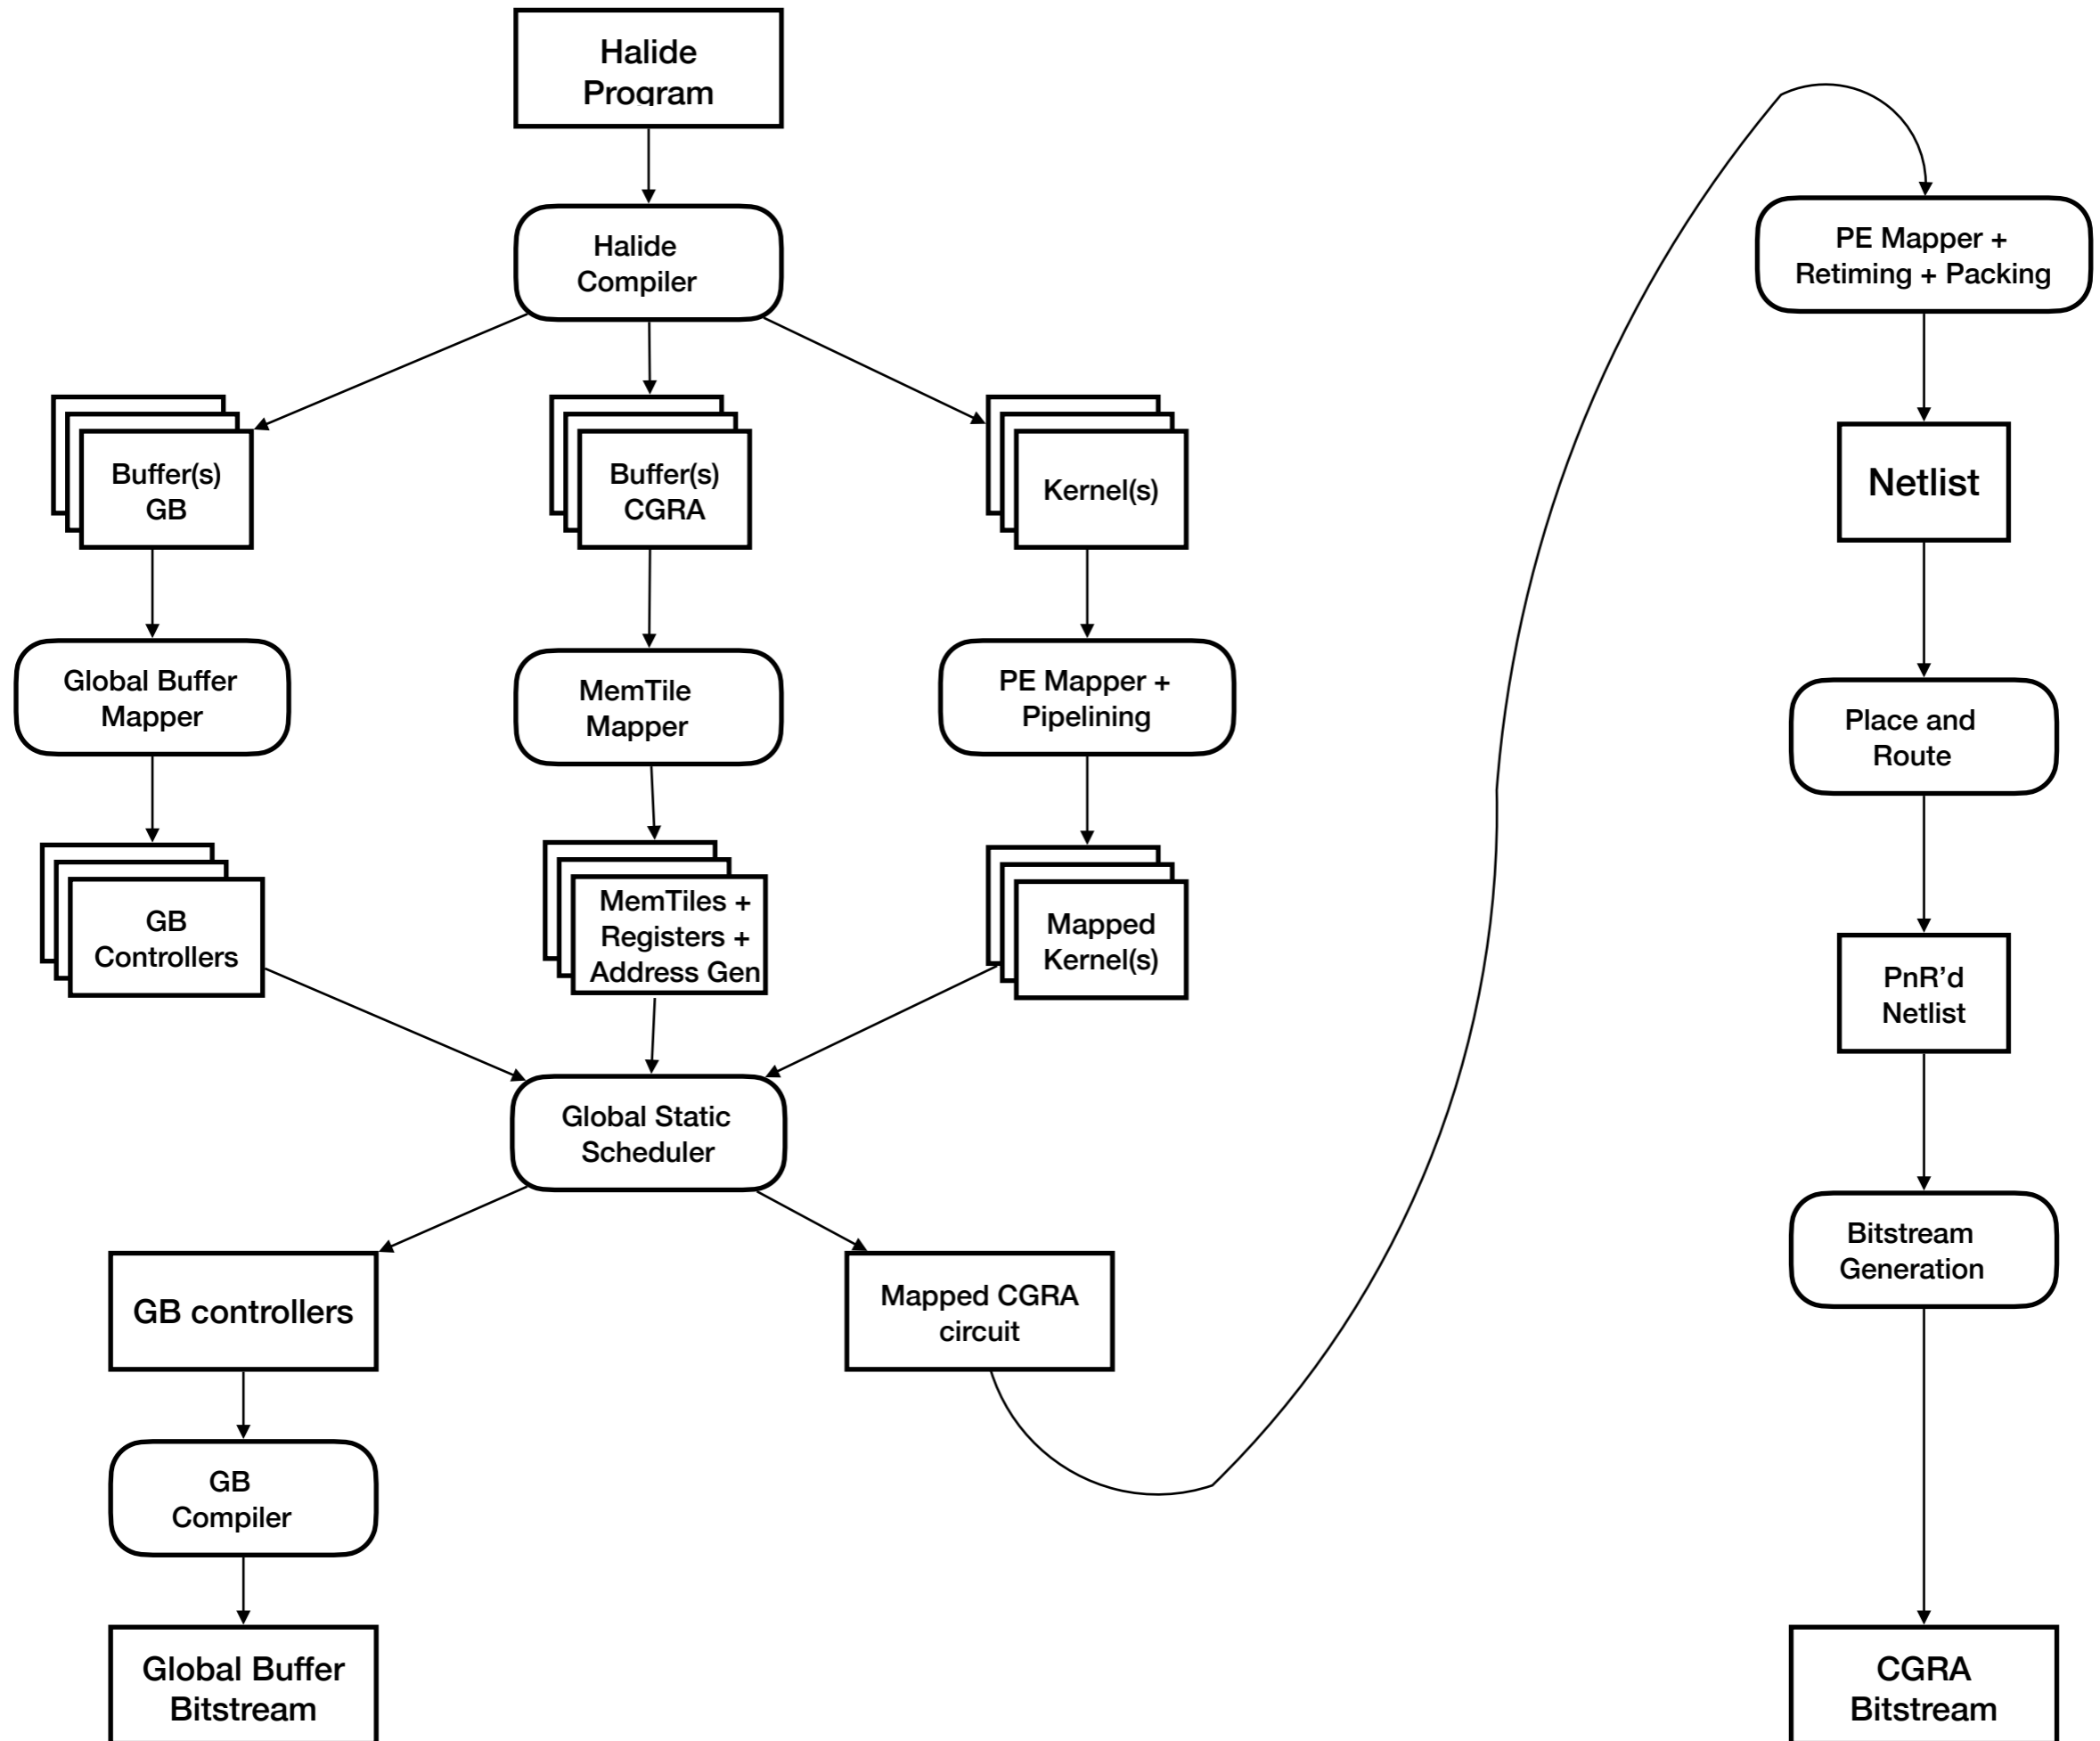 Halide
Program
Halide
Compiler
Buffer(s)
GB
Buffer(s)
CGRA
Kernel(s)
Global Buffer
Mapper
MemTile
Mapper
PE Mapper +
Pipelining
GB
Controllers
MemTiles +
Registers +
Address Gen
Mapped
Kernel(s)
Global Static
Scheduler
GB controllers
Mapped CGRA
circuit
GB
Compiler
Global Buffer
Bitstream
PE Mapper +
Retiming + Packing
Netlist
Place and
Route
PnR’d
Netlist
Bitstream
Generation
CGRA
Bitstream